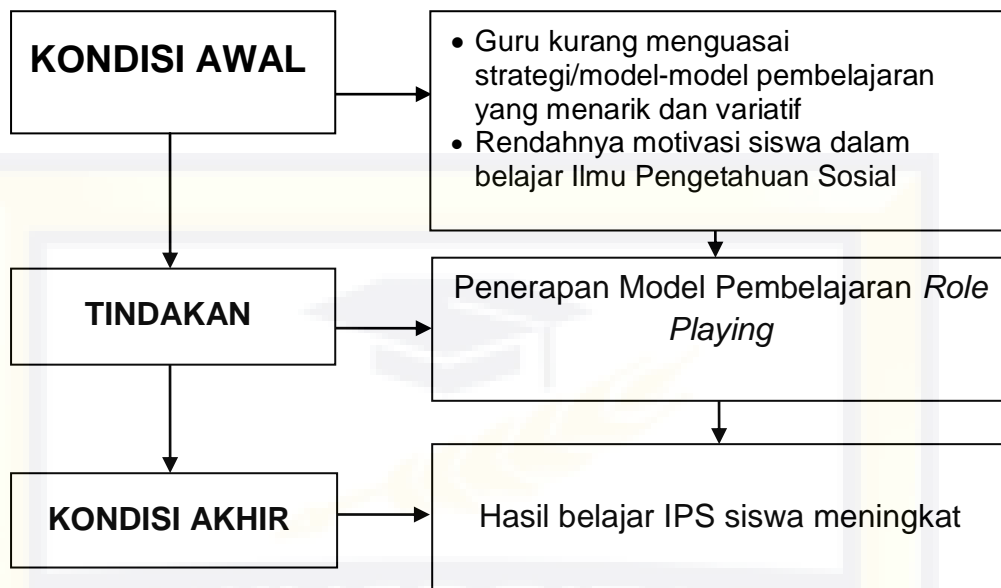 KONDISI AWAL
• Guru kurang menguasai
strategi/model-model pembelajaran
yang menarik dan variatif
• Rendahnya motivasi siswa dalam
belajar Ilmu Pengetahuan Sosial
TINDAKAN
Penerapan Model Pembelajaran Role
Playing
KONDISI AKHIR
Hasil belajar IPS siswa meningkat